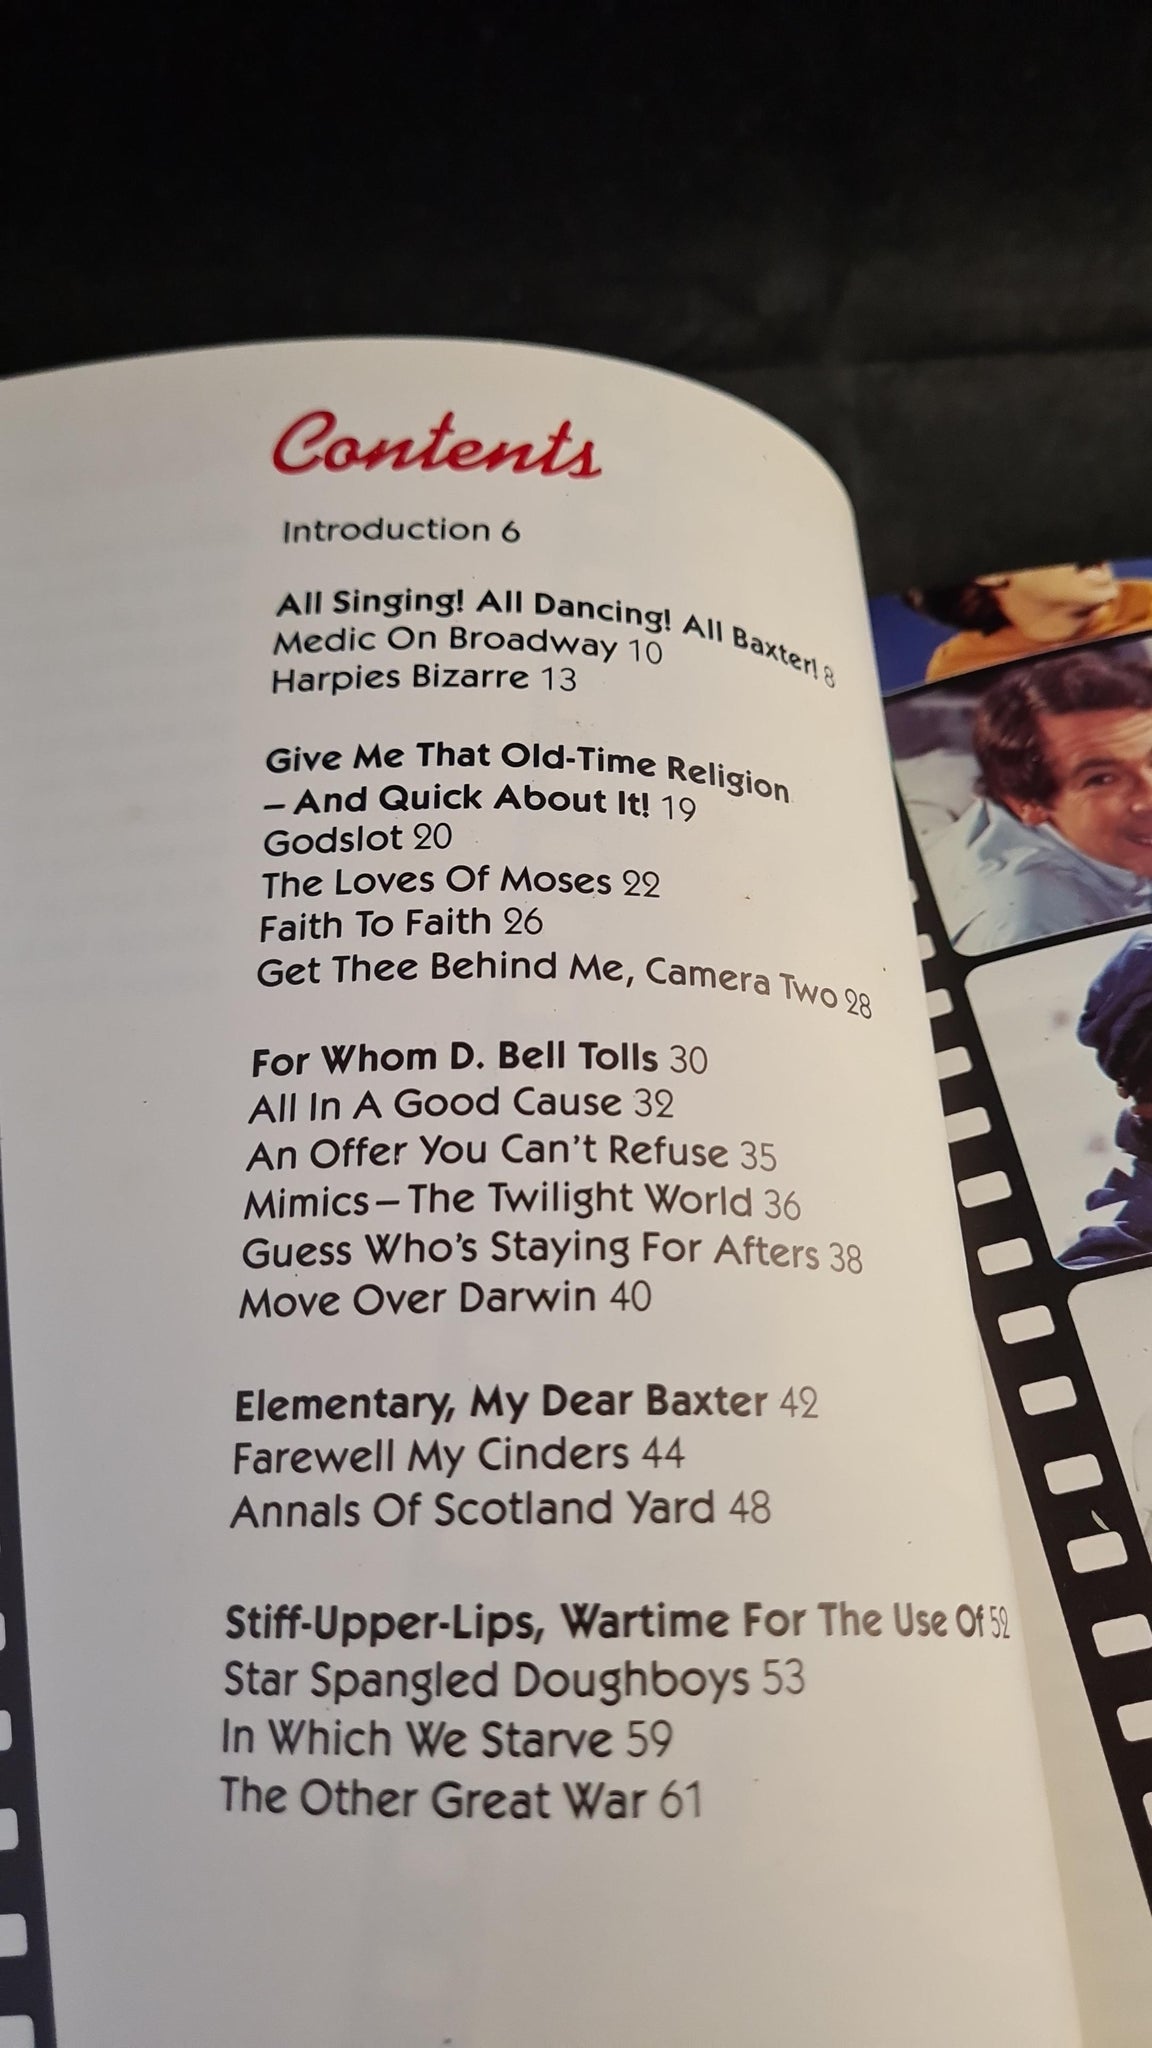 Contents
Introduction 6
All Singing! All Dancing! All Baxter! 8
Medic On Broadway 10
Harpies Bizarre 13
Give Me That Old-Time Religion
– And Quick About It! 19
Godslot 20
The Loves Of Moses 22
Faith To Faith 26
Get Thee Behind Me, Camera Two 28
For Whom D. Bell Tolls 30
All In A Good Cause 32
An Offer You Can't Refuse 35
Mimics – The Twilight World 36
Guess Who's Staying For Afters 38
Move Over Darwin 40
Elementary, My Dear Baxter 42
Farewell My Cinders 44
Annals Of Scotland Yard 48
Stiff-Upper-Lips, Wartime For The Use Of 52
Star Spangled Doughboys 53
In Which We Starve 59
The Other Great War 61